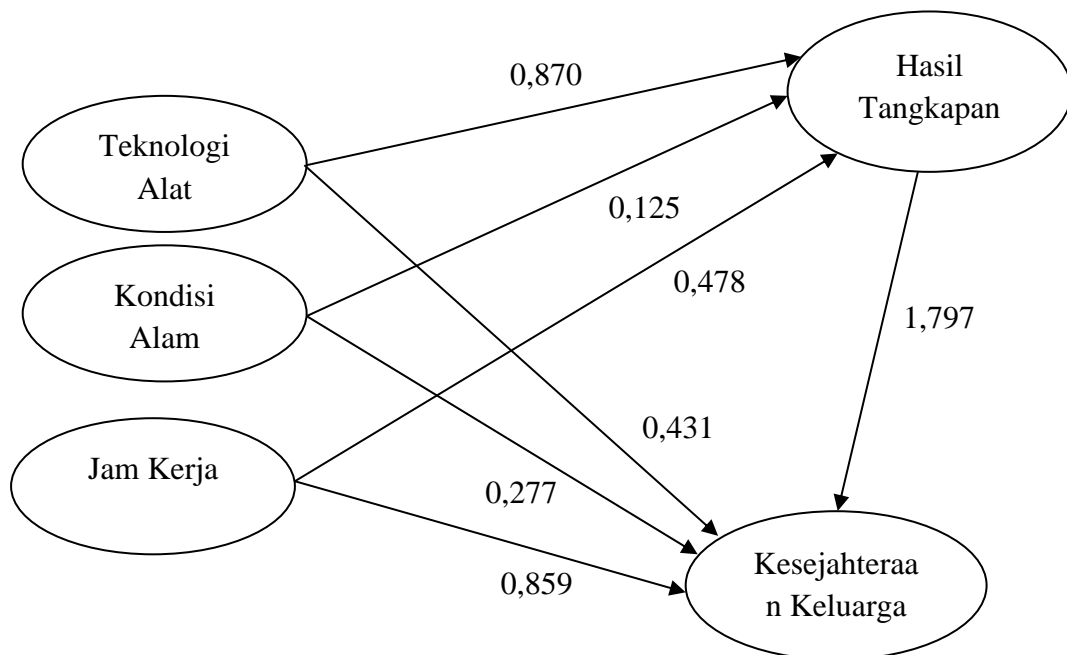 Hasil
Tangkapan
0,870
Teknologi
Alat
0,125
0,478
Kondisi
Alam
1,797
0,431
Jam Kerja
0,277
0,859
Kesejahteraa
n Keluarga